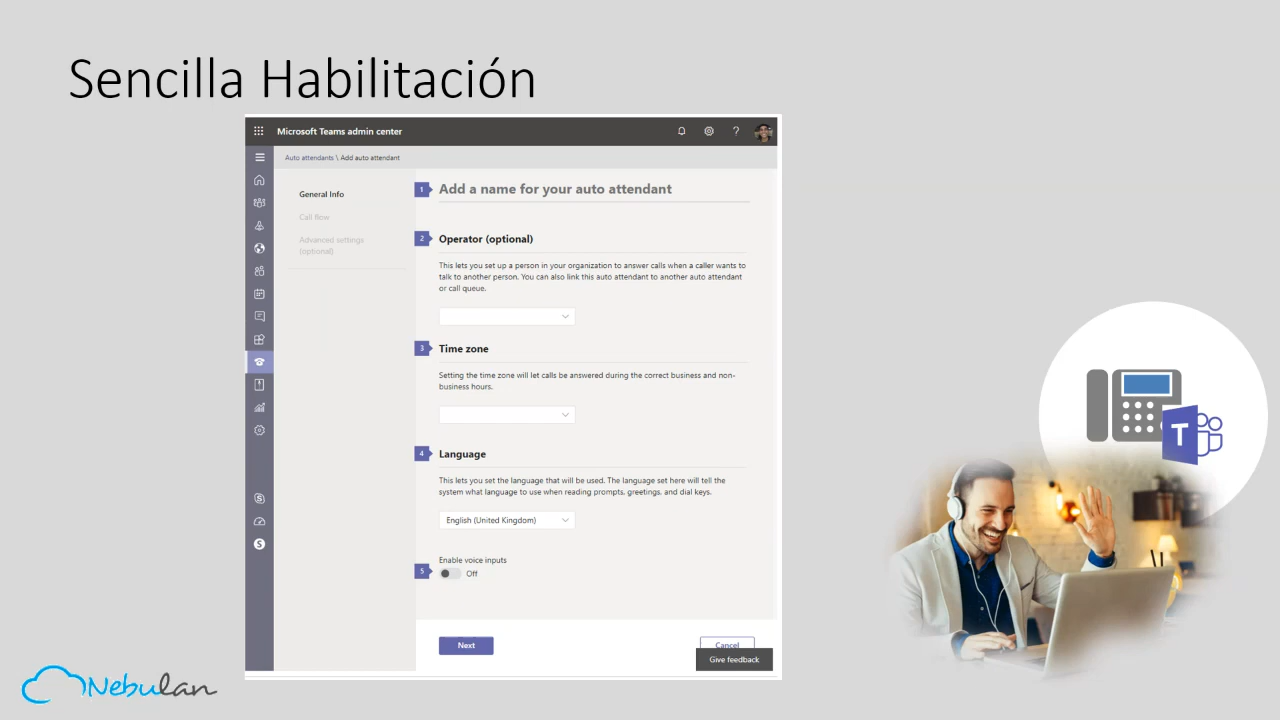 Sencilla Habilitación
Microsoft Teams admin center
?
Auto attendants \ Add auto attendant
General Info
Call flow
Advanced settings
(optional)
1
Add a name for your auto attendant
2
Operator (optional)
This lets you set up a person in your organization to answer calls when a caller wants to
talk to another person. You can also link this auto attendant to another auto attendant
or call queue.
3
Time zone
Setting the time zone will let calls be answered during the correct business and non-
business hours.
4
Language
This lets you set the language that will be used. The language set here will tell the
system what language to use when reading prompts, greetings, and dial keys.
English (United Kingdom)
Enable voice inputs
5
Off
Next
Cancel
Give feedback
T
Nebulan